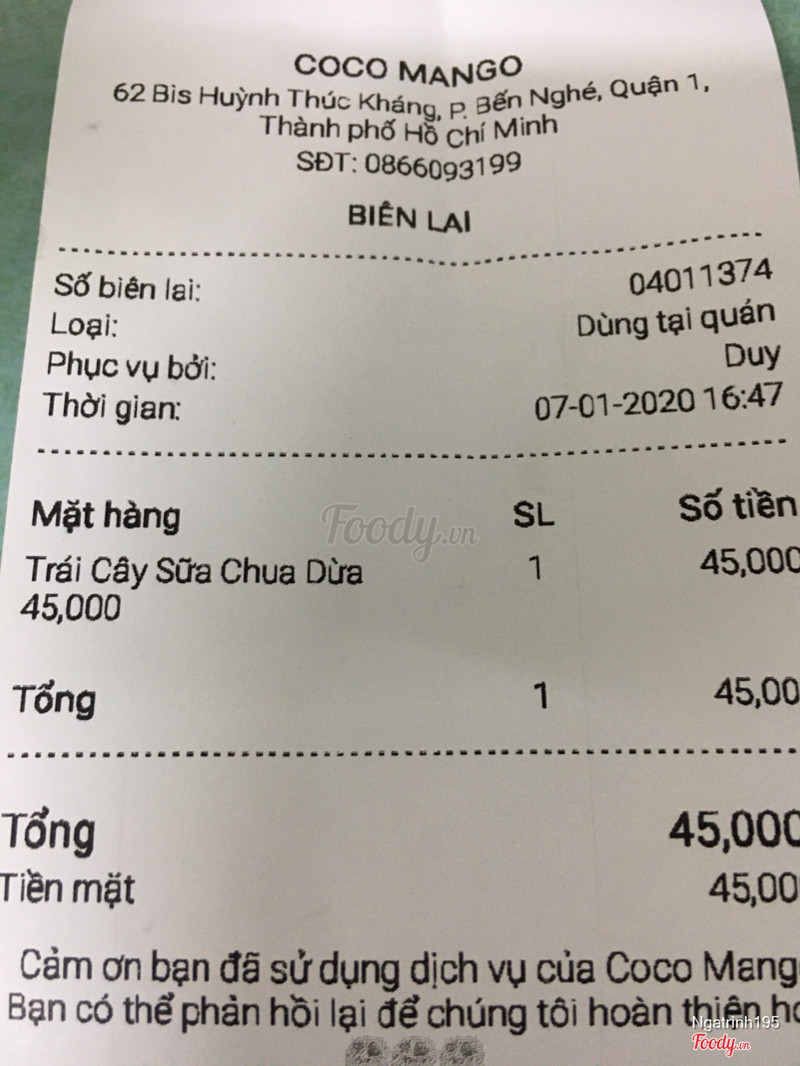 COCO MANGO
62 Bis Huỳnh Thúc Kháng, P. Bến Nghé, Quận 1,
Thành phố Hồ Chí Minh
SĐT: 0866093199
BIÊN LAI
Số biên lai: 04011374
Loại: Dùng tại quán
Phục vụ bởi: Duy
Thời gian: 07-01-2020 16:47
Mặt hàng SL Số tiền
Foody.vn
Trái Cây Sữa Chua Dừa 1 45,000
45,000
Tổng 1 45,00
Tổng 45,000
Tiền mặt 45,00
Cảm ơn bạn đã sử dụng dịch vụ của Coco Mang
Bạn có thể phản hồi lại để chúng tôi hoàn thiện
Ngatrinh195
Foody.vn